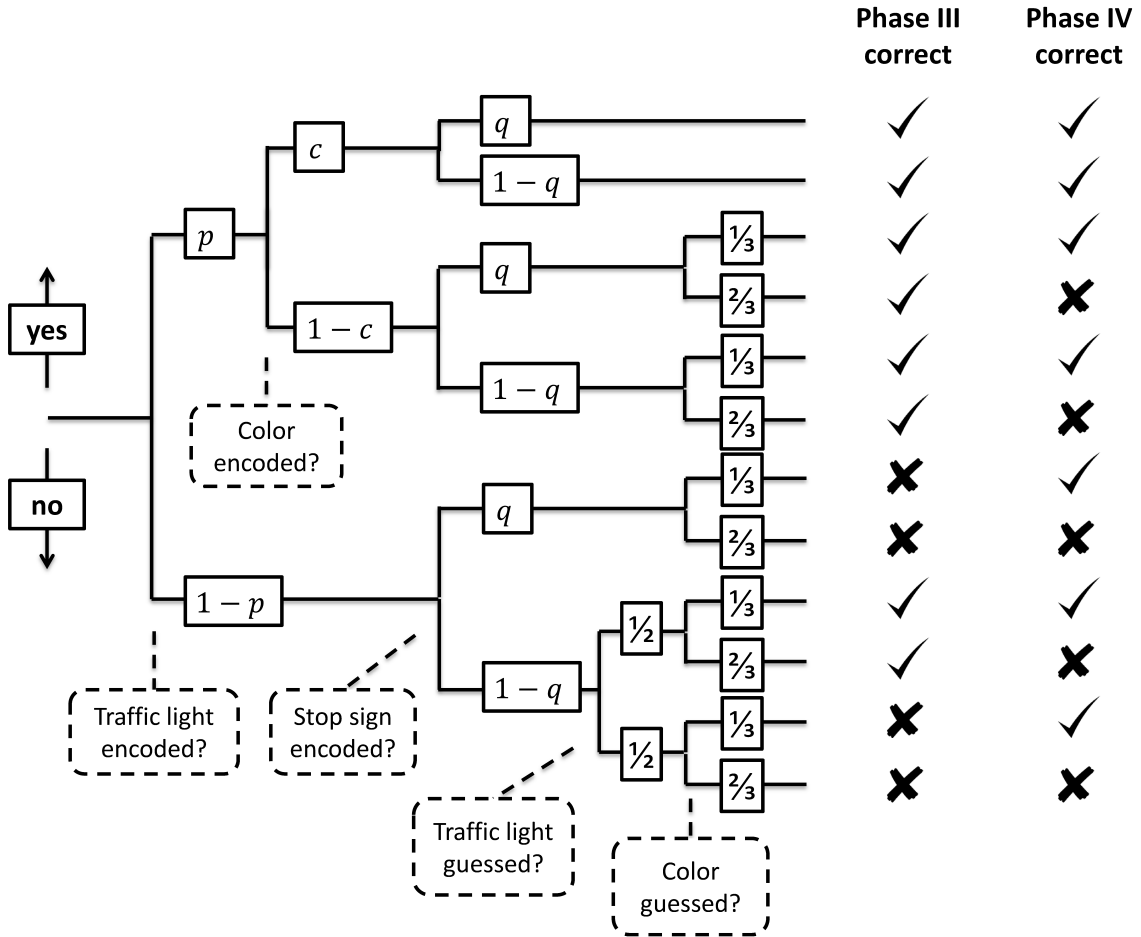 Phase III correct
Phase IV correct
q
c
1 − q
p
⅓
q
⅔
yes
1 − c
⅓
1 − q
Color
encoded?
⅔
no
q
⅓
⅔
1 − p
⅓
½
⅔
1 − q
Traffic light
encoded?
Stop sign
encoded?
⅓
½
⅔
Traffic light
guessed?
Color
guessed?